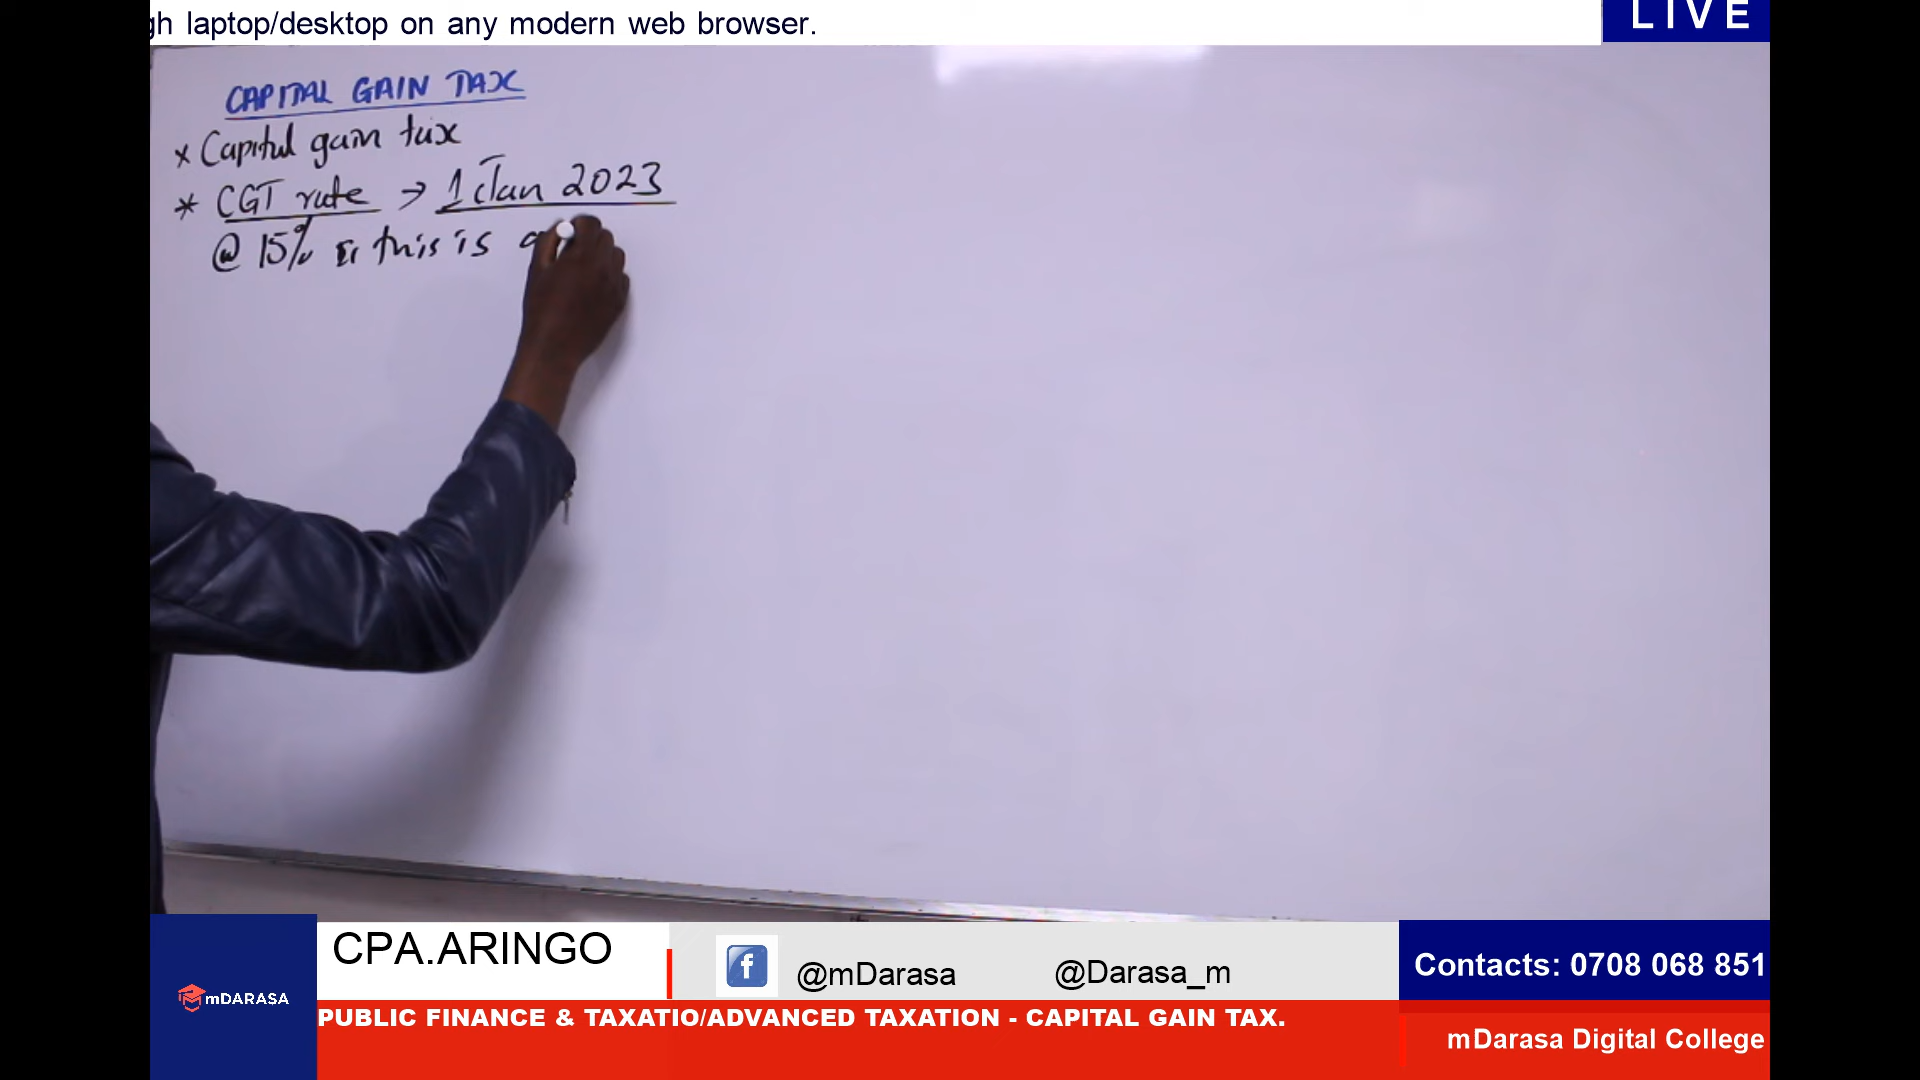 gh laptop/desktop on any modern web browser.
LIVE
CAPITAL GAIN TAX
* Capital gain tax
* CGT rate → 1 Jan 2023
@ 15% & this is a
CPA.ARINGO
f
@mDarasa
@Darasa_m
Contacts: 0708 068 851
mDARASA
PUBLIC FINANCE & TAXATIO/ADVANCED TAXATION - CAPITAL GAIN TAX.
mDarasa Digital College